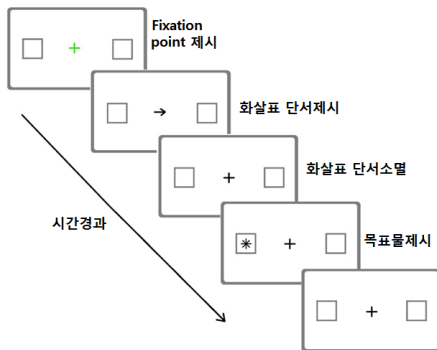 Fixation
point 제시
화살표 단서제시
화살표 단서소멸
시간경과
목표물제시